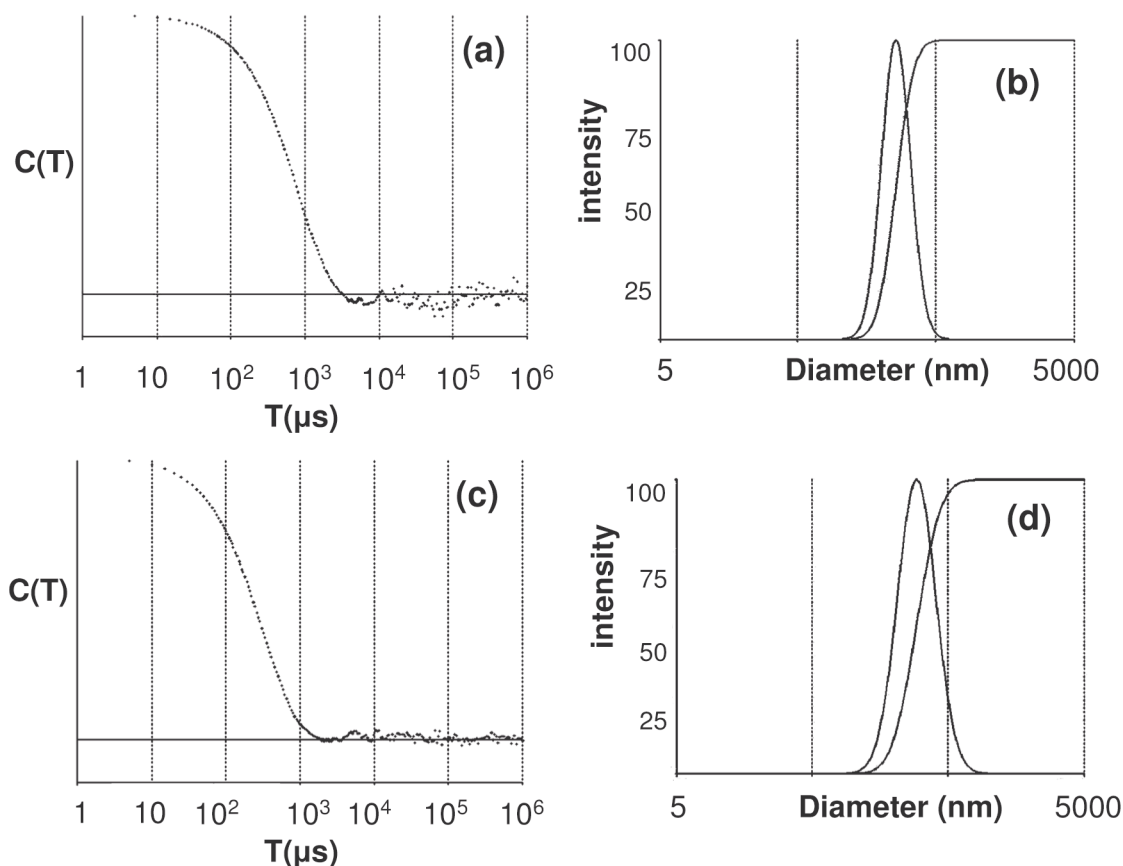 (a)
C(T)
1 10 10² 10³ 10⁴ 10⁵ 10⁶
T(µs)
(b)
intensity
100
75
50
25
5 Diameter (nm) 5000
(c)
C(T)
1 10 10² 10³ 10⁴ 10⁵ 10⁶
T(µs)
(d)
intensity
100
75
50
25
5 Diameter (nm) 5000